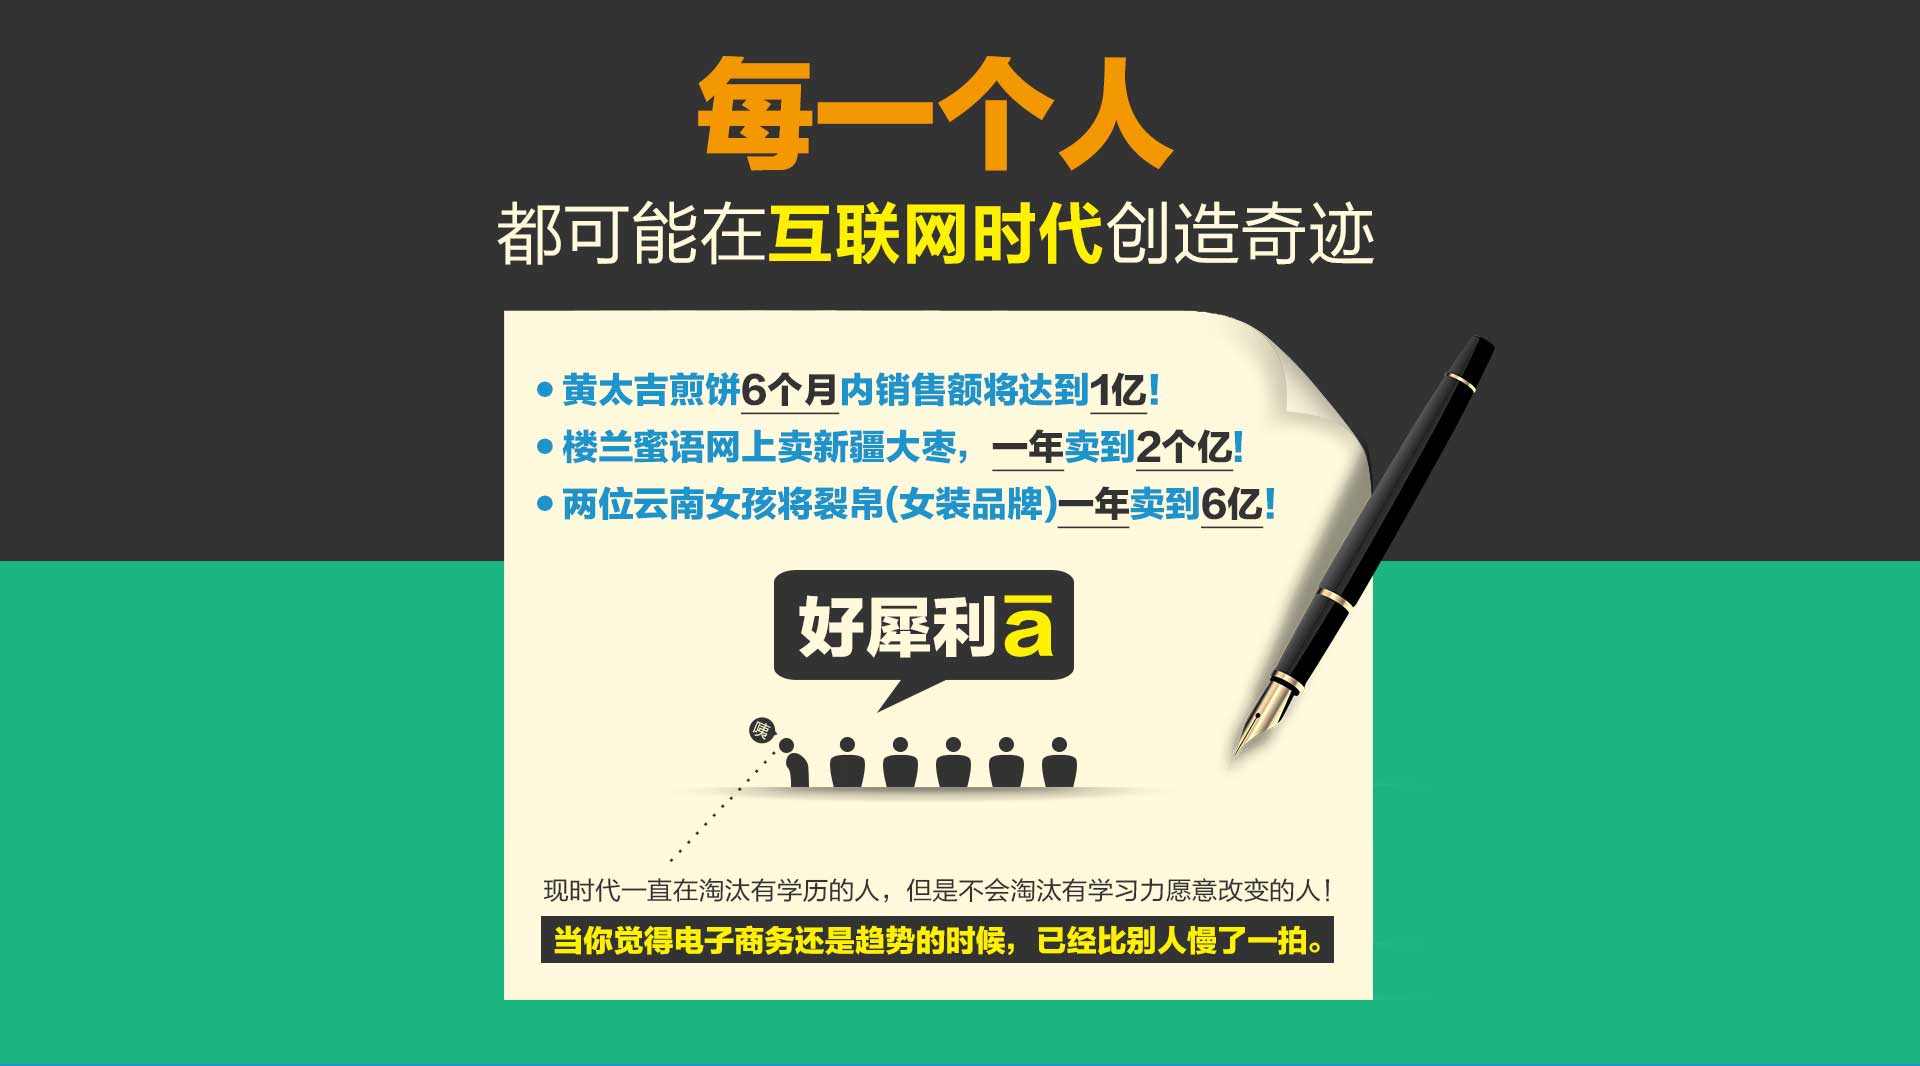 每一个人
都可能在互联网时代创造奇迹
● 黄太吉煎饼6个月内销售额将达到1亿!
● 楼兰蜜语网上卖新疆大枣，一年卖到2个亿!
● 两位云南女孩将裂帛(女装品牌)一年卖到6亿!
好犀利ā
咦
现时代一直在淘汰有学历的人，但是不会淘汰有学习力愿意改变的人!
当你觉得电子商务还是趋势的时候，已经比别人慢了一拍。